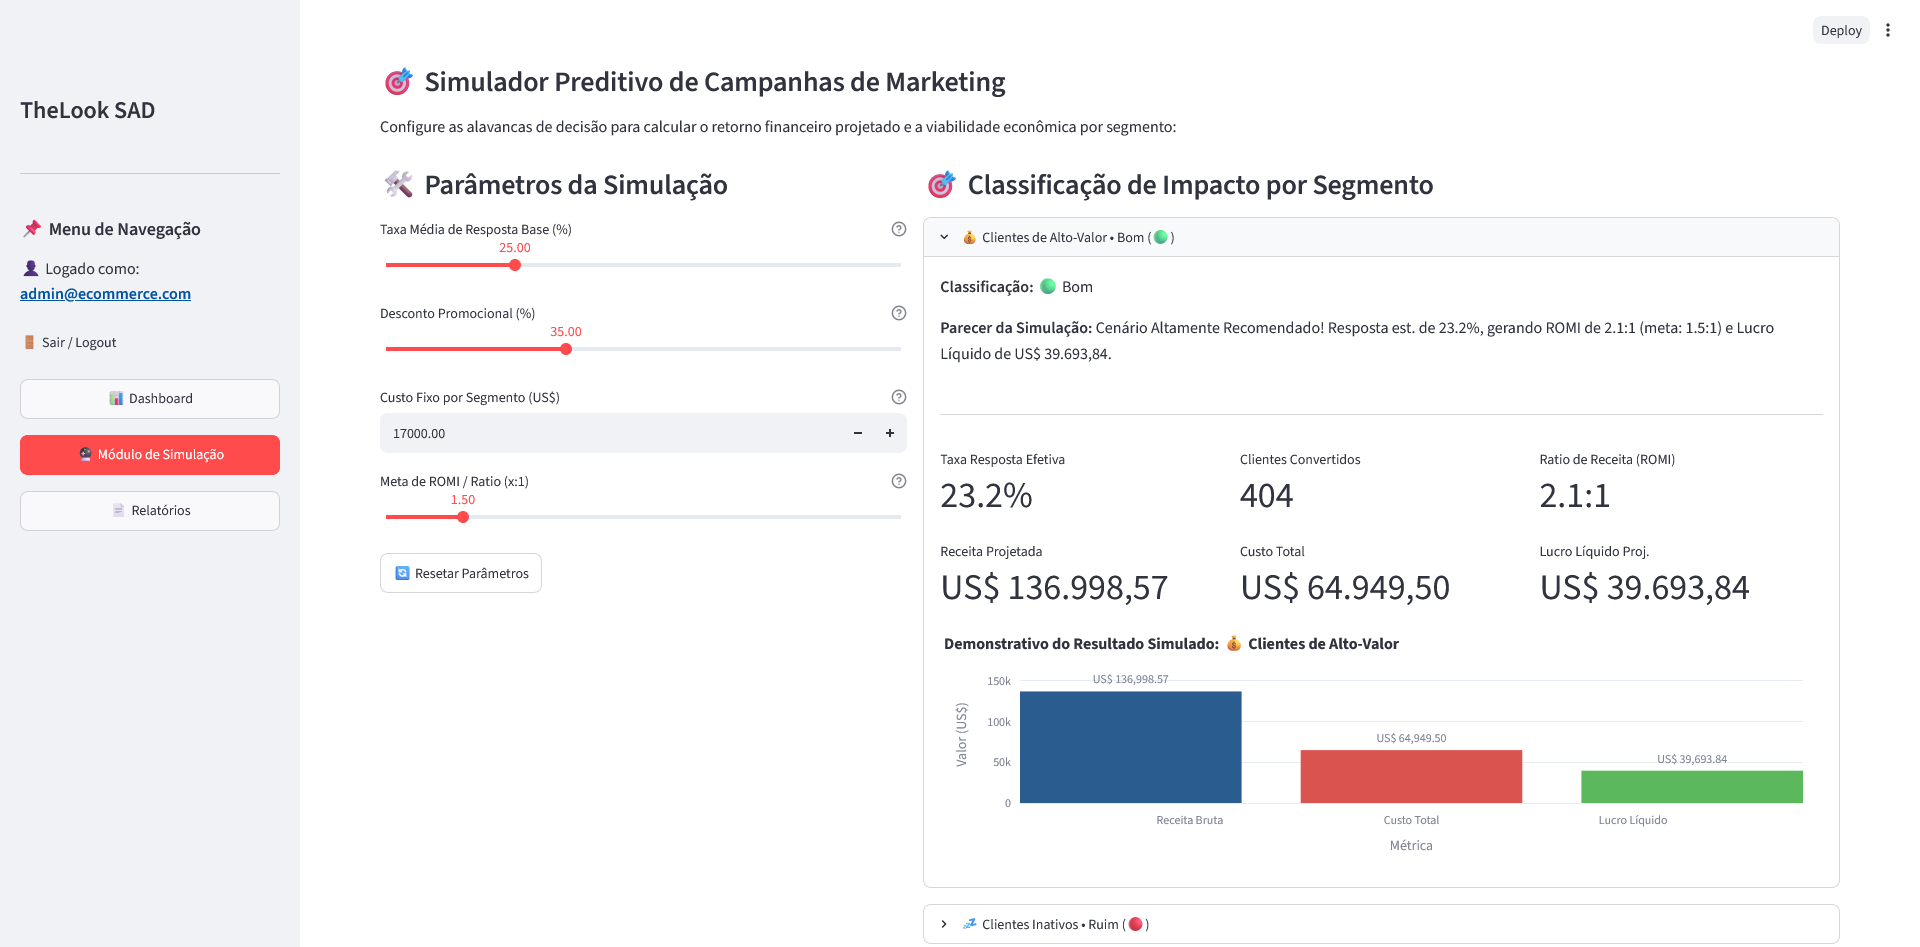 Deploy
TheLook SAD
Menu de Navegação
Logado como:
admin@ecommerce.com
Sair / Logout
Dashboard
Módulo de Simulação
Relatórios
Simulador Preditivo de Campanhas de Marketing
Configure as alavancas de decisão para calcular o retorno financeiro projetado e a viabilidade econômica por segmento:
Parâmetros da Simulação
Taxa Média de Resposta Base (%)
25.00
Desconto Promocional (%)
35.00
Custo Fixo por Segmento (US$)
17000.00
Meta de ROMI / Ratio (x:1)
1.50
Resetar Parâmetros
Classificação de Impacto por Segmento
Clientes de Alto-Valor • Bom ( )
Classificação: Bom
Parecer da Simulação: Cenário Altamente Recomendado! Resposta est. de 23.2%, gerando ROMI de 2.1:1 (meta: 1.5:1) e Lucro
Líquido de US$ 39.693,84.
Taxa Resposta Efetiva
23.2%
Clientes Convertidos
404
Ratio de Receita (ROMI)
2.1:1
Receita Projetada
US$ 136.998,57
Custo Total
US$ 64.949,50
Lucro Líquido Proj.
US$ 39.693,84
Demonstrativo do Resultado Simulado: Clientes de Alto-Valor
Valor (US$)
150k
100k
50k
0
US$ 136,998.57
US$ 64,949.50
US$ 39,693.84
Receita Bruta
Custo Total
Lucro Líquido
Métrica
Clientes Inativos • Ruim ( )